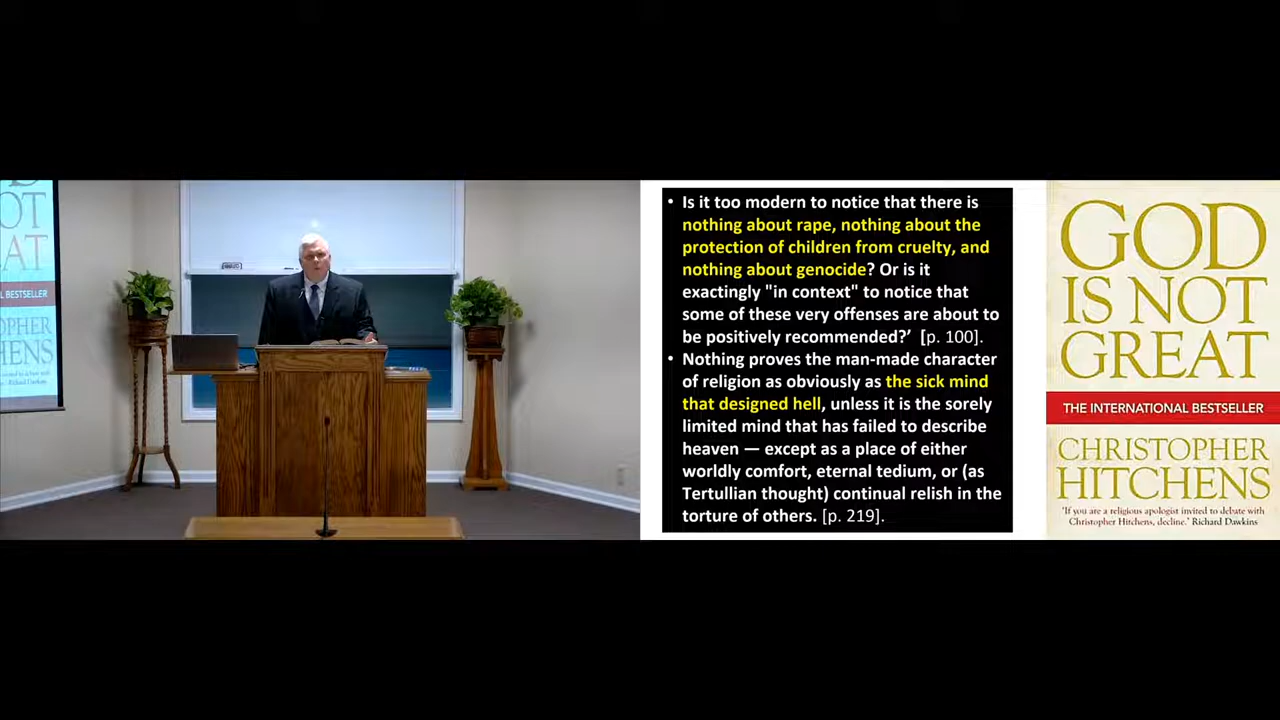 OT
AT
L BESTSELLER
OPHER
HENS
• Is it too modern to notice that there is
nothing about rape, nothing about the
protection of children from cruelty, and
nothing about genocide? Or is it
exactingly "in context" to notice that
some of these very offenses are about to
be positively recommended?’ [p. 100].
• Nothing proves the man-made character
of religion as obviously as the sick mind
that designed hell, unless it is the sorely
limited mind that has failed to describe
heaven — except as a place of either
worldly comfort, eternal tedium, or (as
Tertullian thought) continual relish in the
torture of others. [p. 219].
GOD
IS NOT
GREAT
THE INTERNATIONAL BESTSELLER
CHRISTOPHER
HITCHENS
‘If you are a religious apologist invited to debate with
Christopher Hitchens, decline.’ Richard Dawkins